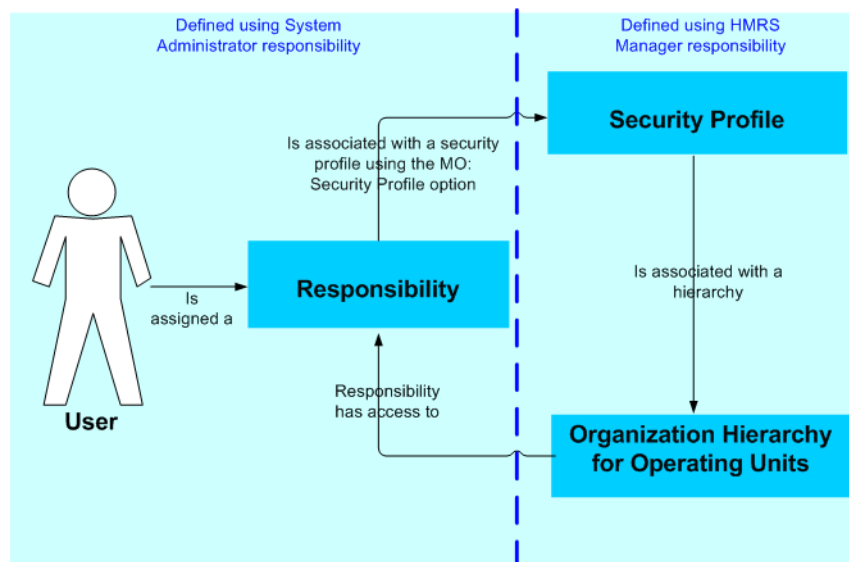 Defined using System
Administrator responsibility
Defined using HMRS
Manager responsibility
Security Profile
Is associated with a security
profile using the MO:
Security Profile option
Is associated with a
hierarchy
Responsibility
Is
assigned a
User
Responsibility
has access to
Organization Hierarchy
for Operating Units